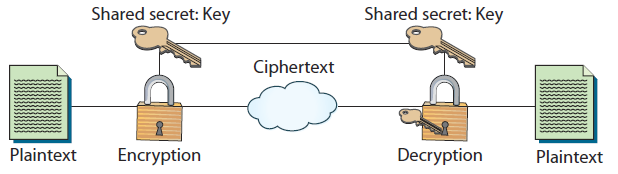 Shared secret: Key
Shared secret: Key
Ciphertext
Plaintext
Encryption
Decryption
Plaintext